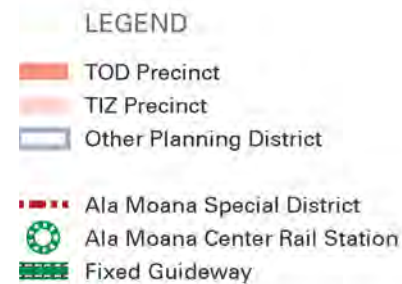 LEGEND
TOD Precinct
TIZ Precinct
Other Planning District
Ala Moana Special District
Ala Moana Center Rail Station
Fixed Guideway